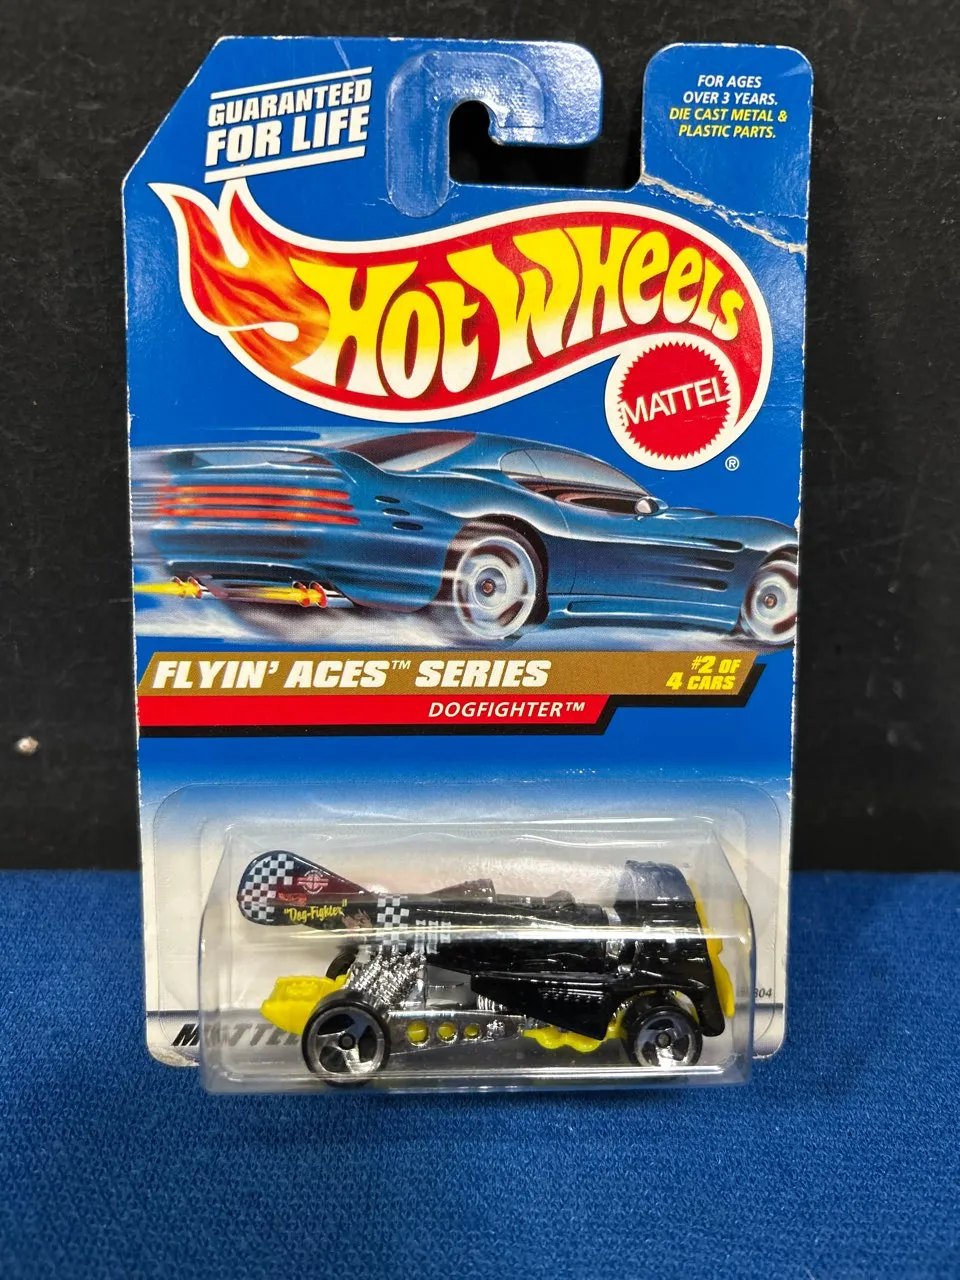 GUARANTEED
FOR LIFE
FOR AGES
OVER 3 YEARS.
DIE CAST METAL &
PLASTIC PARTS.
HOT WHEELS
MATTEL
®
FLYIN' ACES™ SERIES
#2 OF
4 CARS
DOGFIGHTER™
"Dog-Fighter"
MATTEL